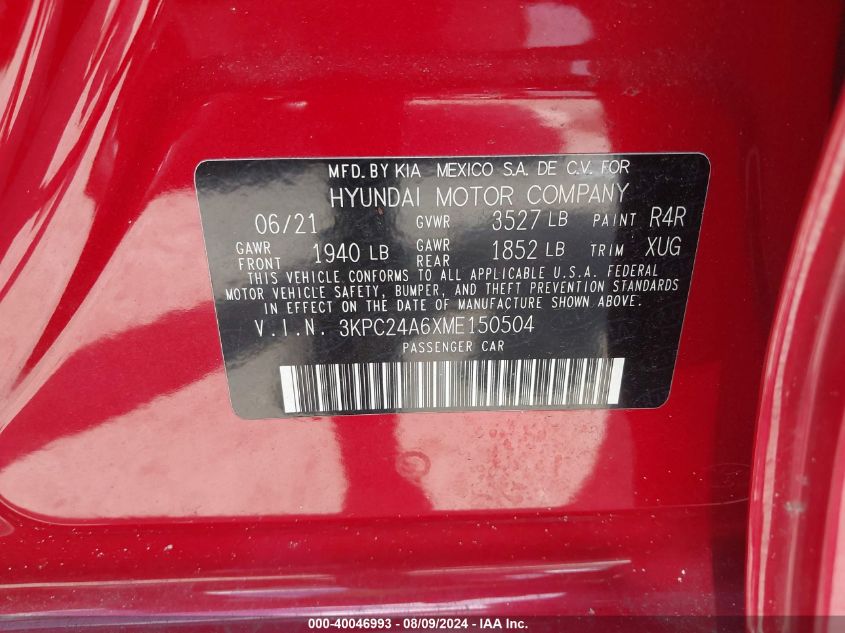 MFD. BY KIA MEXICO S.A. DE C.V. FOR
HYUNDAI MOTOR COMPANY
06/21 GVWR 3527 LB PAINT R4R
GAWR FRONT 1940 LB GAWR REAR 1852 LB TRIM XUG
THIS VEHICLE CONFORMS TO ALL APPLICABLE U.S.A. FEDERAL
MOTOR VEHICLE SAFETY, BUMPER, AND THEFT PREVENTION STANDARDS
IN EFFECT ON THE DATE OF MANUFACTURE SHOWN ABOVE.
V.I.N. 3KPC24A6XME150504
PASSENGER CAR
000-40046993 - 08/09/2024 - IAA Inc.